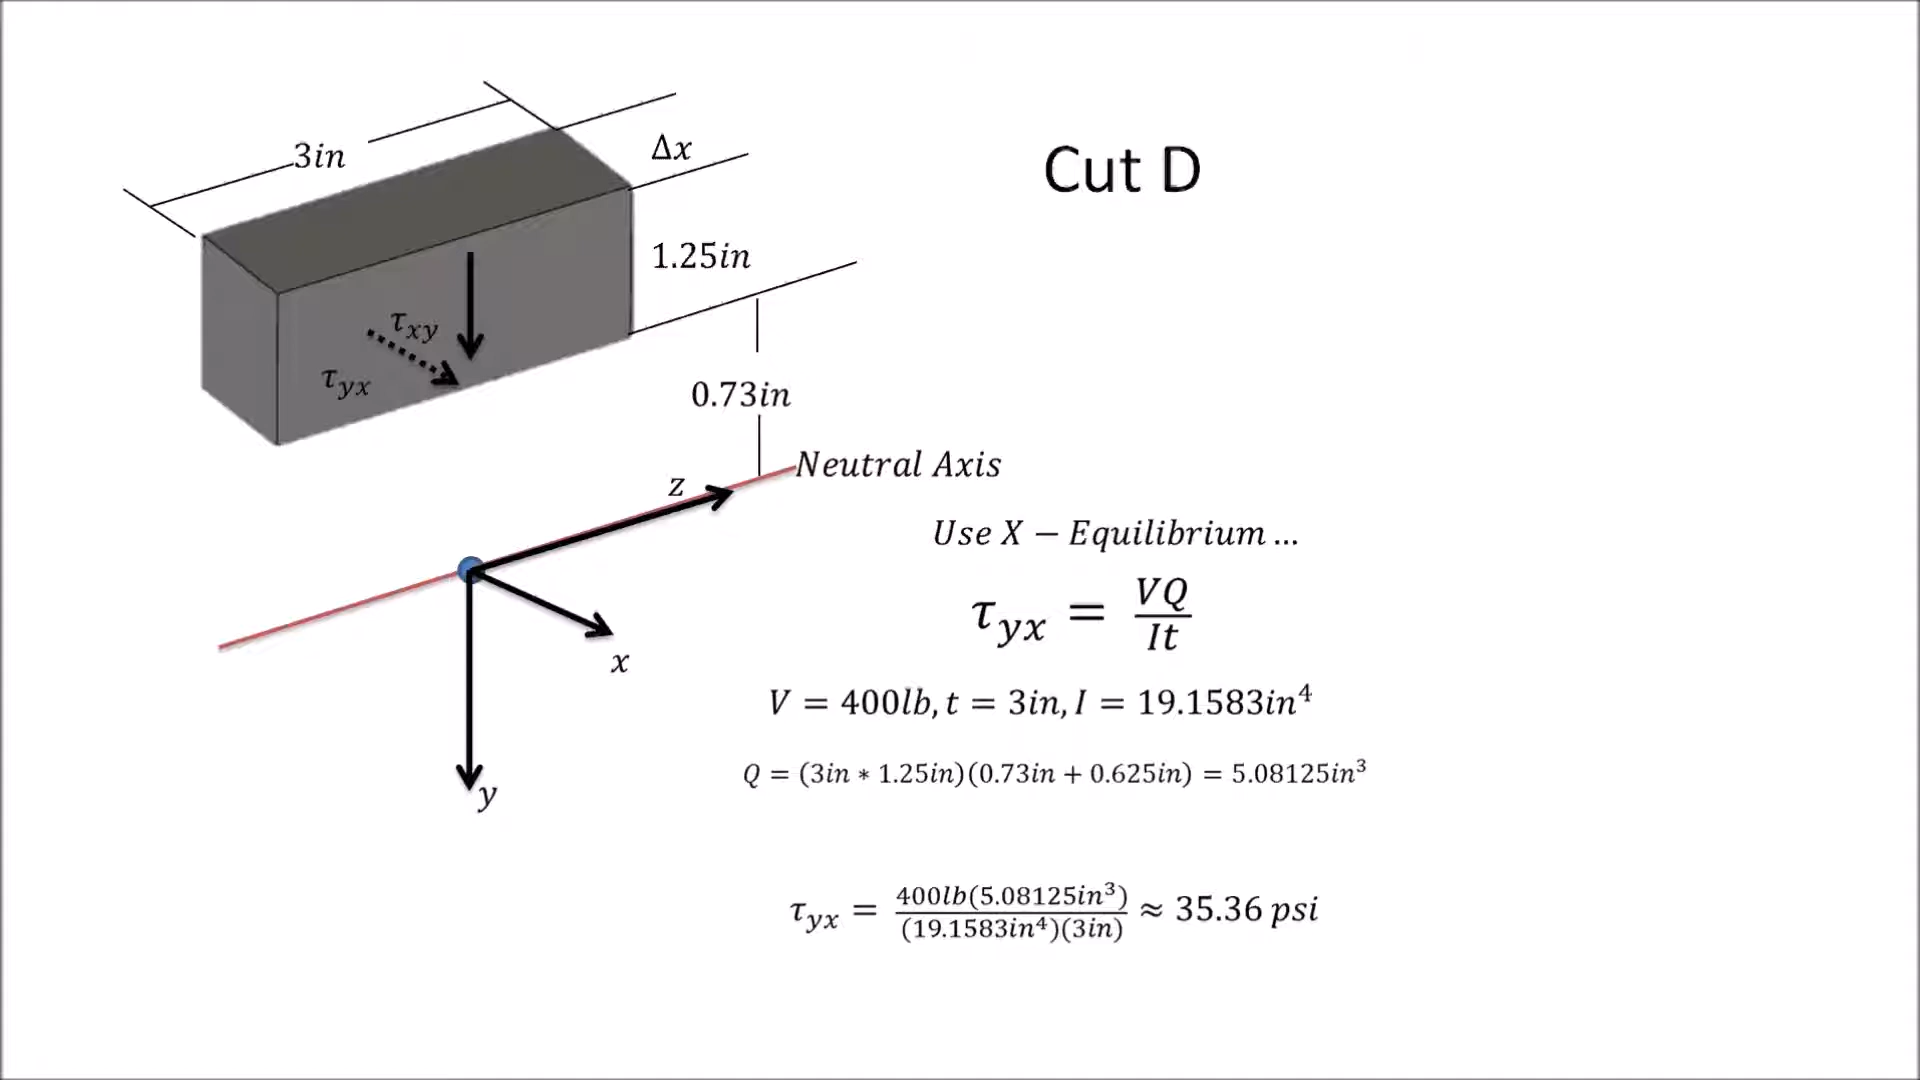 Cut D
3in
Δx
1.25in
τxy
τyx
0.73in
Neutral Axis
z
x
y
Use X − Equilibrium …
τyx = VQ/It
V = 400lb, t = 3in, I = 19.1583in⁴
Q = (3in ∗ 1.25in)(0.73in + 0.625in) = 5.08125in³
τyx = 400lb(5.08125in³)/(19.1583in⁴)(3in) ≈ 35.36 psi